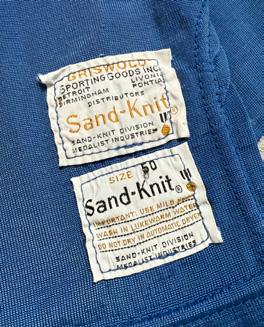 GRISWOLD
SPORTING GOODS INC.
DETROIT LIVONIA
BIRMINGHAM PONTIAC
DISTRIBUTORS
Sand-Knit
SAND-KNIT DIVISION
MEDALIST INDUSTRIES
SIZE 50
Sand-Knit®
IMPORTANT: USE MILD
WASH IN LUKEWARM WATER
DO NOT DRY IN AUTOMATIC DRYER
SAND-KNIT DIVISION
MEDALIST INDUSTRIES